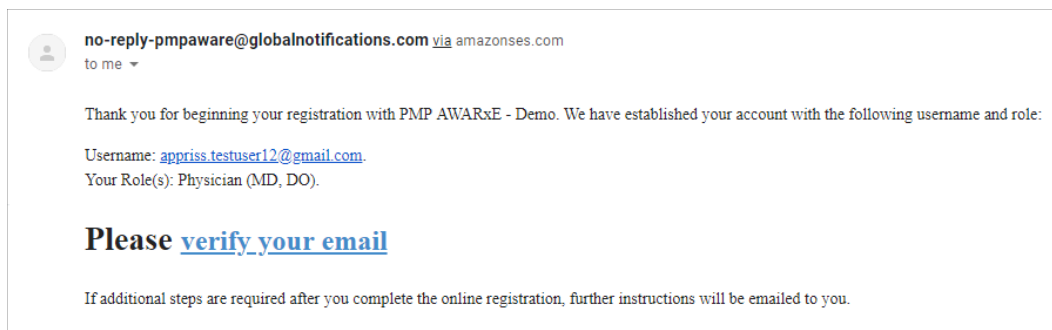 no-reply-pmpaware@globalnotifications.com via amazonses.com
to me
Thank you for beginning your registration with PMP AWARxE - Demo. We have established your account with the following username and role:
Username: appriss.testuser12@gmail.com.
Your Role(s): Physician (MD, DO).
Please verify your email
If additional steps are required after you complete the online registration, further instructions will be emailed to you.